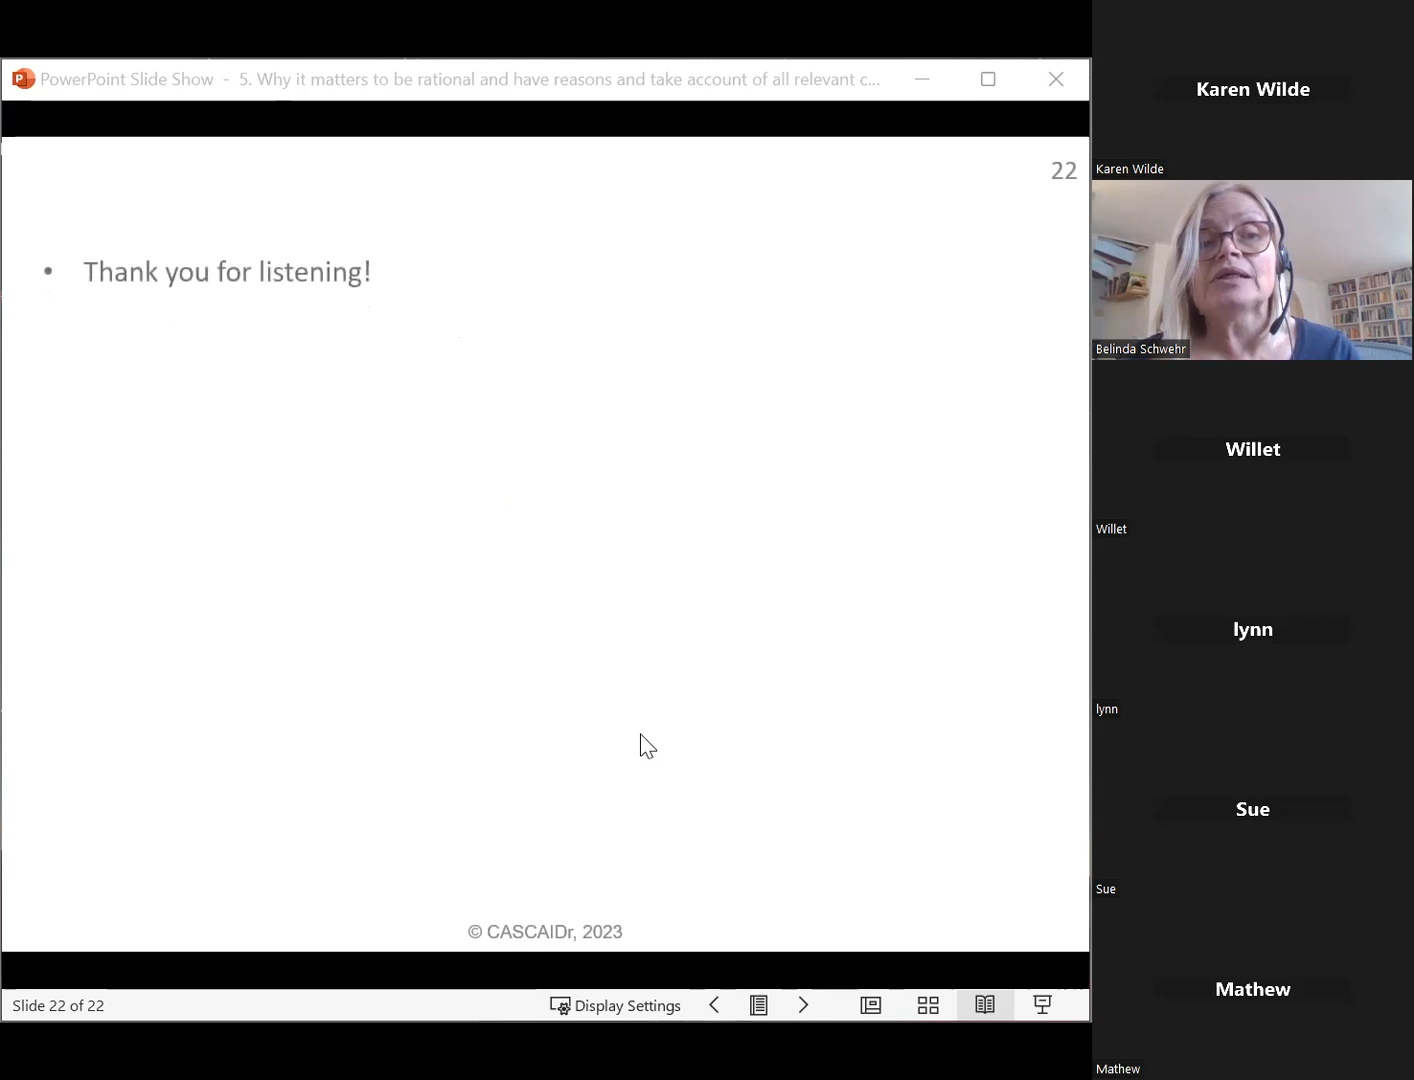 PowerPoint Slide Show - 5. Why it matters to be rational and have reasons and take account of all relevant c...
22
• Thank you for listening!
© CASCAIDr, 2023
Slide 22 of 22
Display Settings
Karen Wilde
Karen Wilde
Belinda Schwehr
Willet
Willet
lynn
lynn
Sue
Sue
Mathew
Mathew